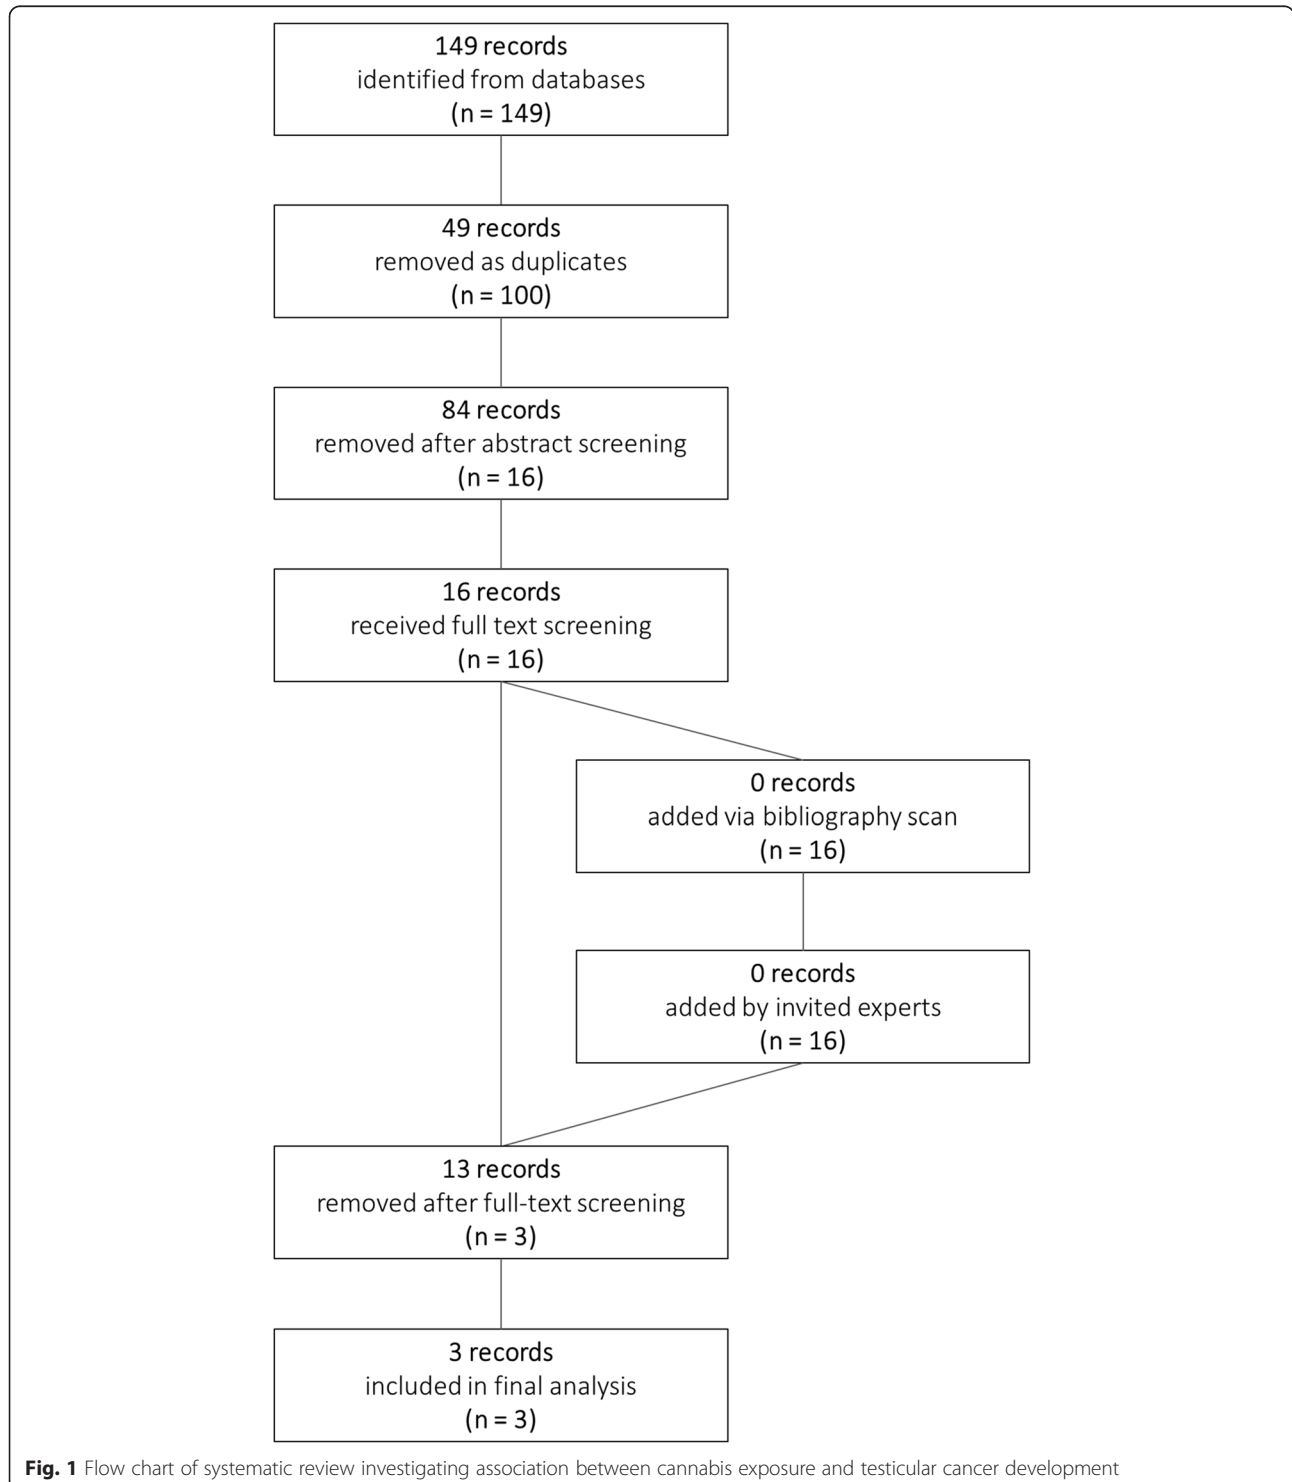 149 records
identified from databases
(n = 149)
49 records
removed as duplicates
(n = 100)
84 records
removed after abstract screening
(n = 16)
16 records
received full text screening
(n = 16)
0 records
added via bibliography scan
(n = 16)
0 records
added by invited experts
(n = 16)
13 records
removed after full-text screening
(n = 3)
3 records
included in final analysis
(n = 3)
Fig. 1 Flow chart of systematic review investigating association between cannabis exposure and testicular cancer development